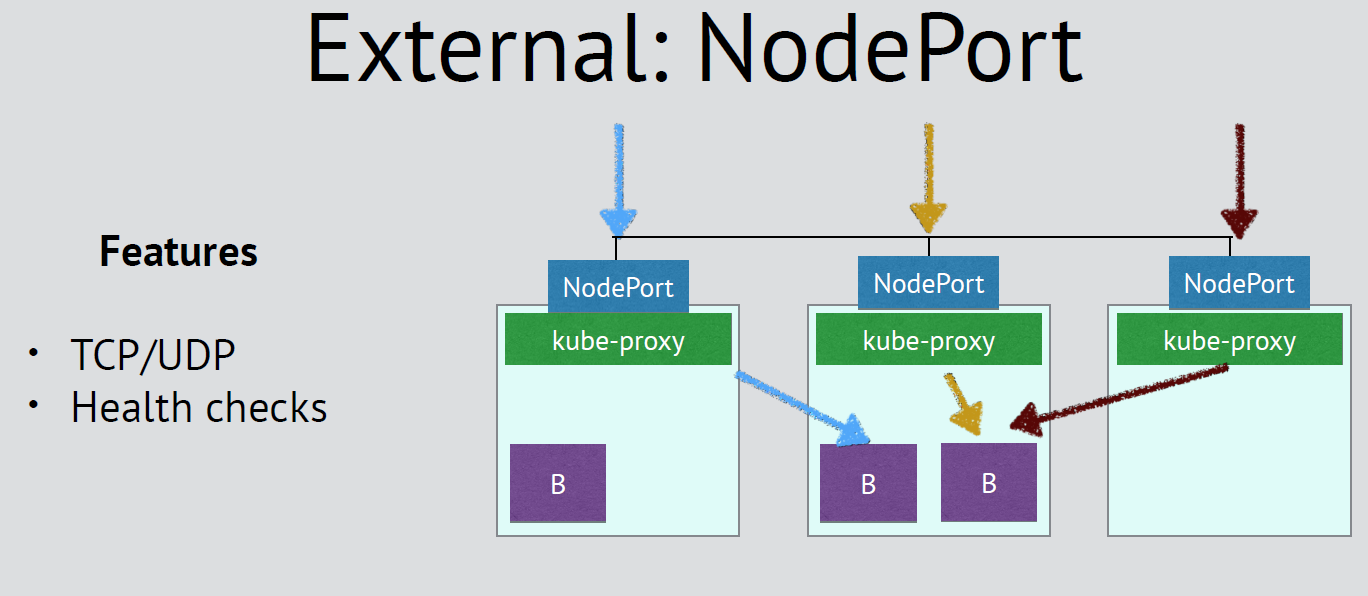 External: NodePort
Features
• TCP/UDP
• Health checks
NodePort
NodePort
NodePort
kube-proxy
kube-proxy
kube-proxy
B
B
B